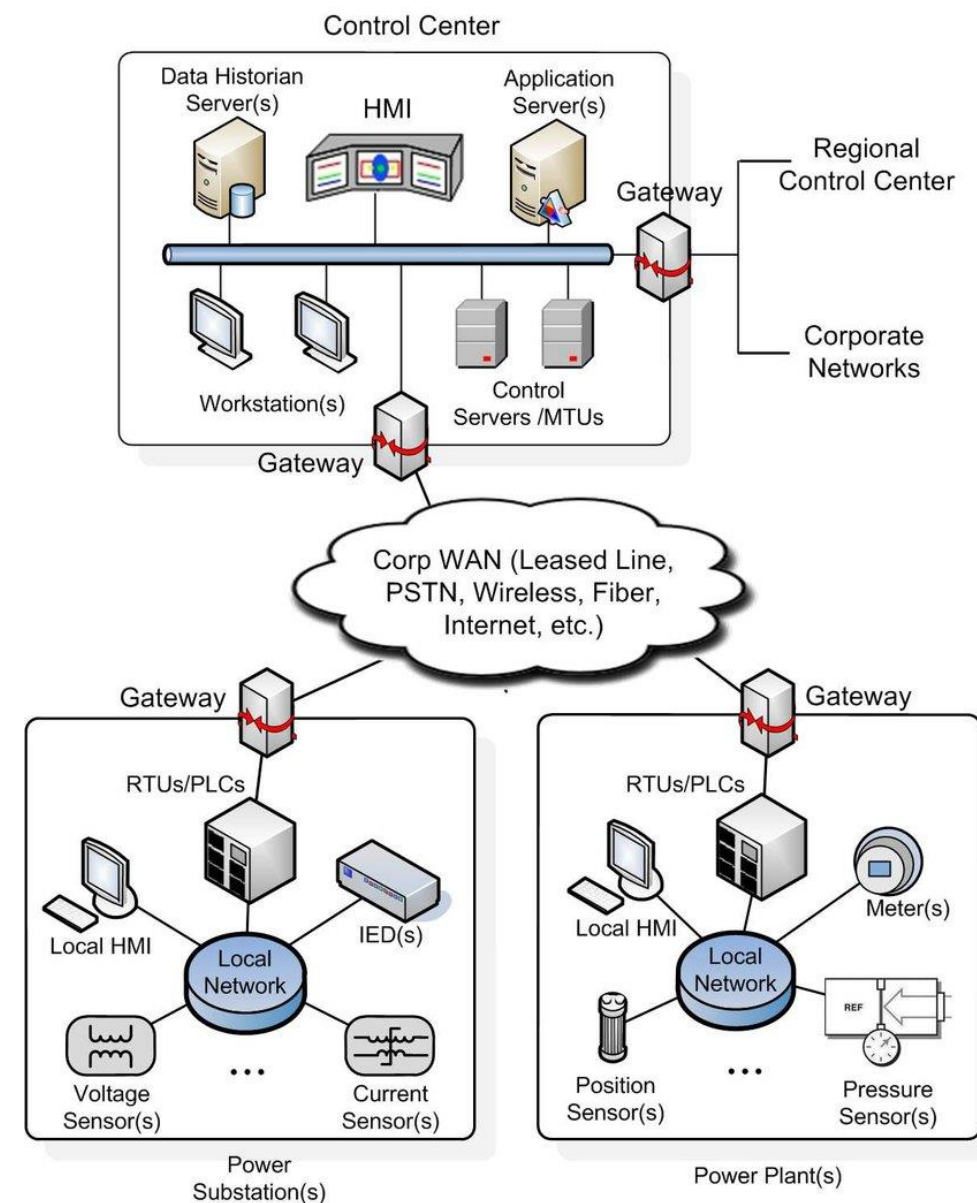 Control Center
Data Historian
Server(s)
HMI
Application
Server(s)
Gateway
Regional
Control Center
Corporate
Networks
Workstation(s)
Control
Servers /MTUs
Gateway
Corp WAN (Leased Line,
PSTN, Wireless, Fiber,
Internet, etc.)
Gateway
RTUs/PLCs
Local HMI
IED(s)
Local
Network
Voltage
Sensor(s)
...
Current
Sensor(s)
Power
Substation(s)
Gateway
RTUs/PLCs
Local HMI
Meter(s)
Local
Network
REF
Position
Sensor(s)
...
Pressure
Sensor(s)
Power Plant(s)